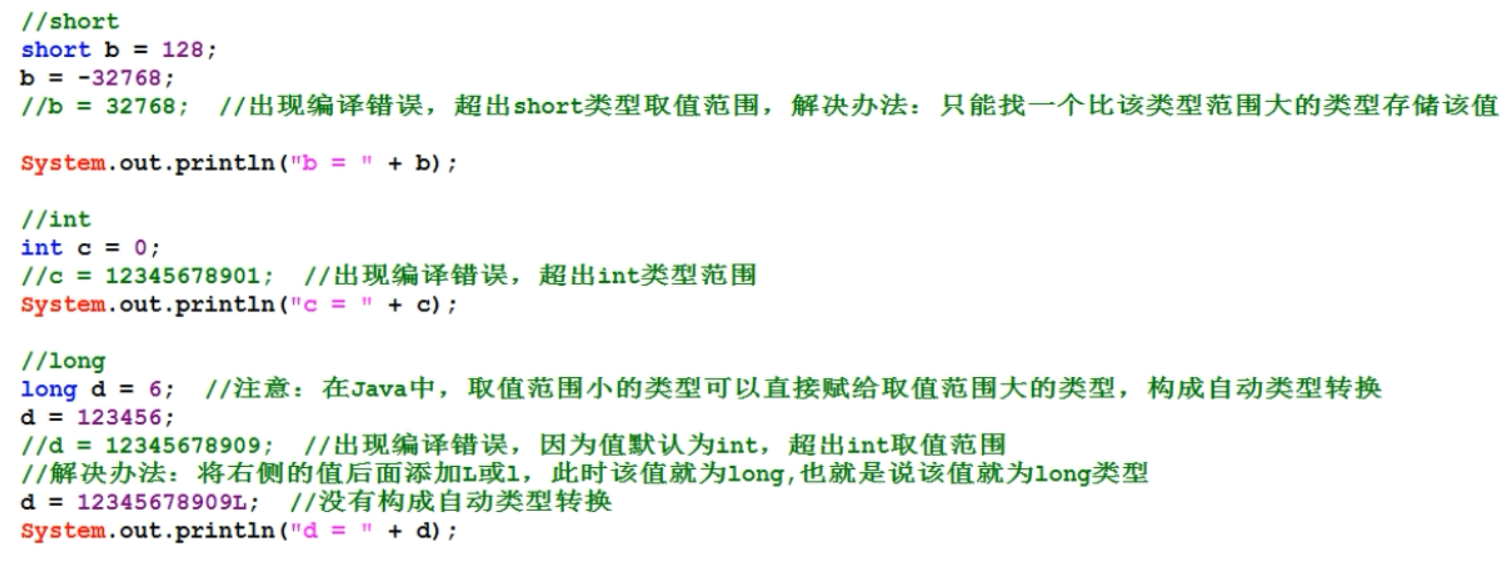 //short
short b = 128;
b = -32768;
//b = 32768;  //出现编译错误，超出short类型取值范围，解决办法：只能找一个比该类型范围大的类型存储该值
System.out.println("b = " + b);
//int
int c = 0;
//c = 12345678901;  //出现编译错误，超出int类型范围
System.out.println("c = " + c);
//long
long d = 6;  //注意：在Java中，取值范围小的类型可以直接赋给取值范围大的类型，构成自动类型转换
d = 123456;
//d = 12345678909;  //出现编译错误，因为值默认为int，超出int取值范围
//解决办法：将右侧的值后面添加L或l，此时该值就为long,也就是说该值就为long类型
d = 12345678909L;  //没有构成自动类型转换
System.out.println("d = " + d);